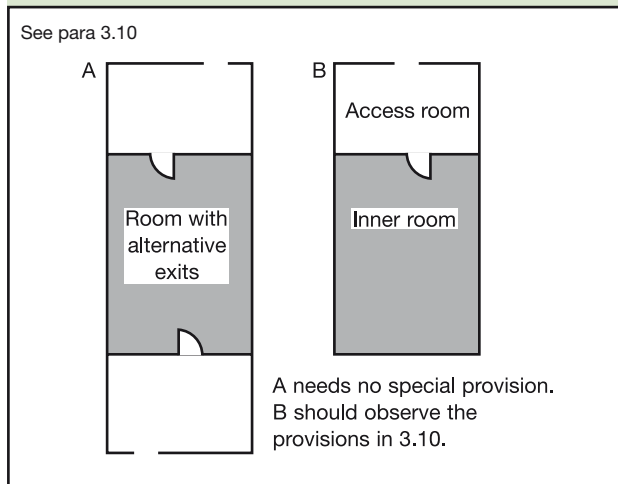 See para 3.10
A
B
Access room
Room with
alternative
exits
Inner room
A needs no special provision.
B should observe the
provisions in 3.10.